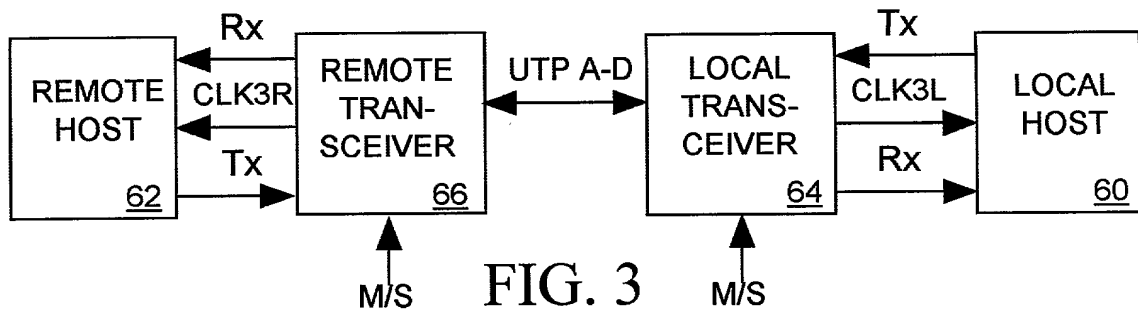 REMOTE
HOST
62
Rx
CLK3R
Tx
REMOTE
TRAN-
SCEIVER
66
M/S
UTP A-D
LOCAL
TRANS-
CEIVER
64
M/S
Tx
CLK3L
Rx
LOCAL
HOST
60
FIG. 3